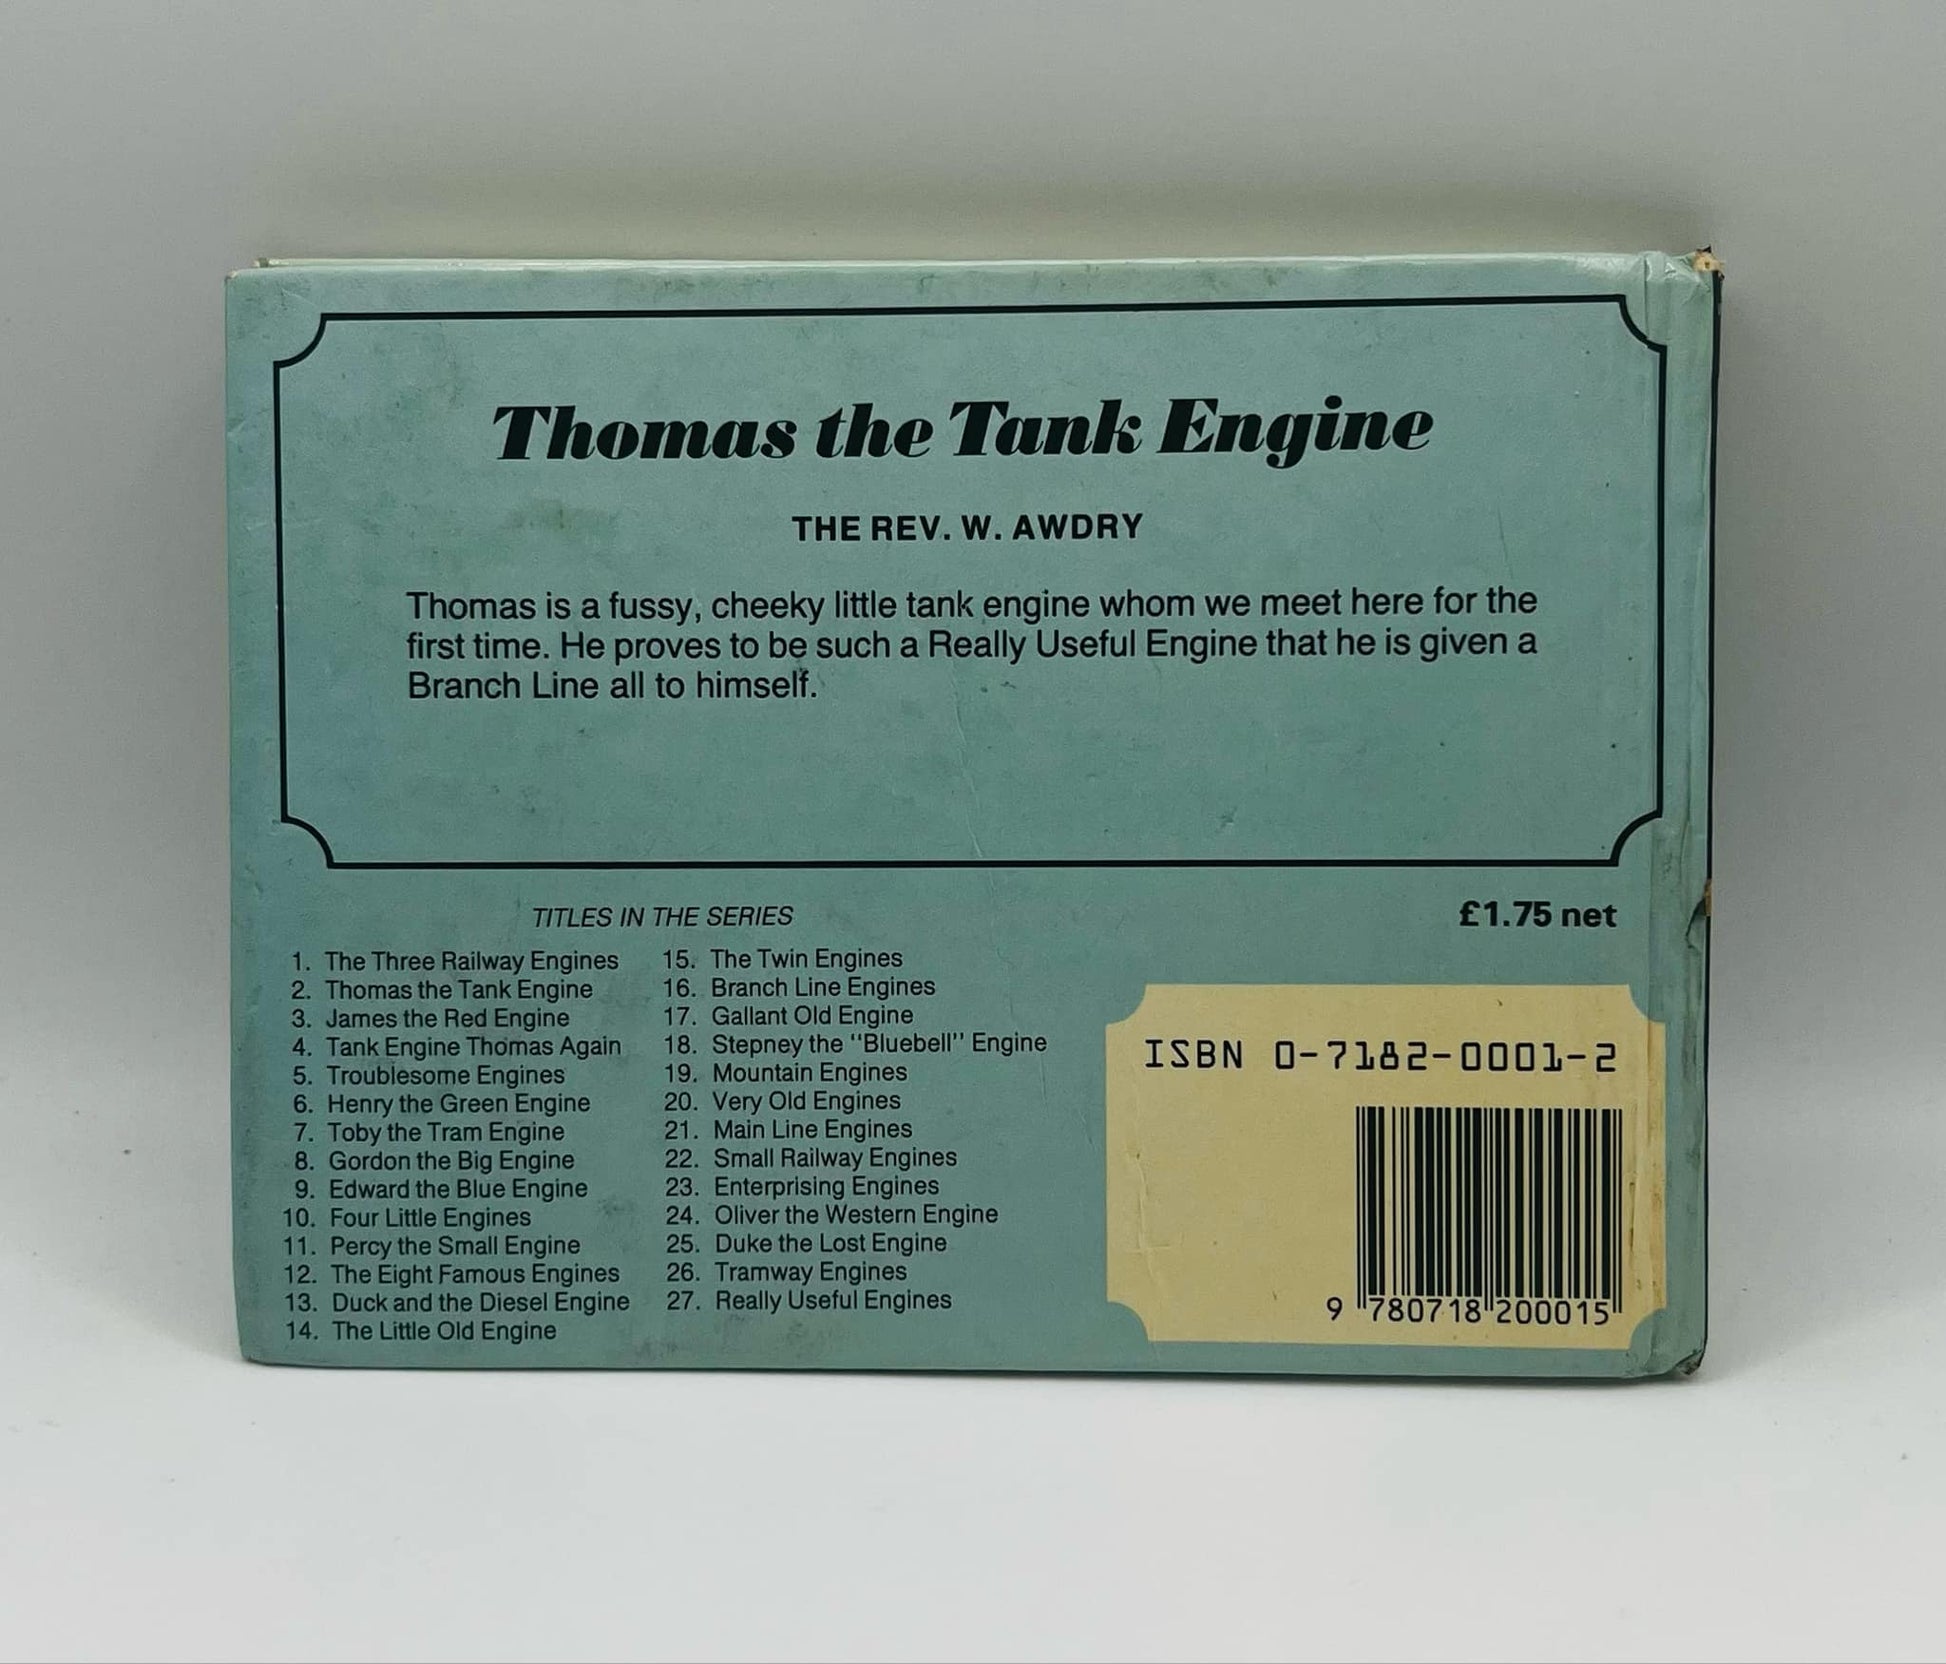 Thomas the Tank Engine
THE REV. W. AWDRY
Thomas is a fussy, cheeky little tank engine whom we meet here for the
first time. He proves to be such a Really Useful Engine that he is given a
Branch Line all to himself.
TITLES IN THE SERIES
1. The Three Railway Engines
2. Thomas the Tank Engine
3. James the Red Engine
4. Tank Engine Thomas Again
5. Troublesome Engines
6. Henry the Green Engine
7. Toby the Tram Engine
8. Gordon the Big Engine
9. Edward the Blue Engine
10. Four Little Engines
11. Percy the Small Engine
12. The Eight Famous Engines
13. Duck and the Diesel Engine
14. The Little Old Engine
15. The Twin Engines
16. Branch Line Engines
17. Gallant Old Engine
18. Stepney the "Bluebell" Engine
19. Mountain Engines
20. Very Old Engines
21. Main Line Engines
22. Small Railway Engines
23. Enterprising Engines
24. Oliver the Western Engine
25. Duke the Lost Engine
26. Tramway Engines
27. Really Useful Engines
£1.75 net
ISBN 0-7182-0001-2
9 780718 200015